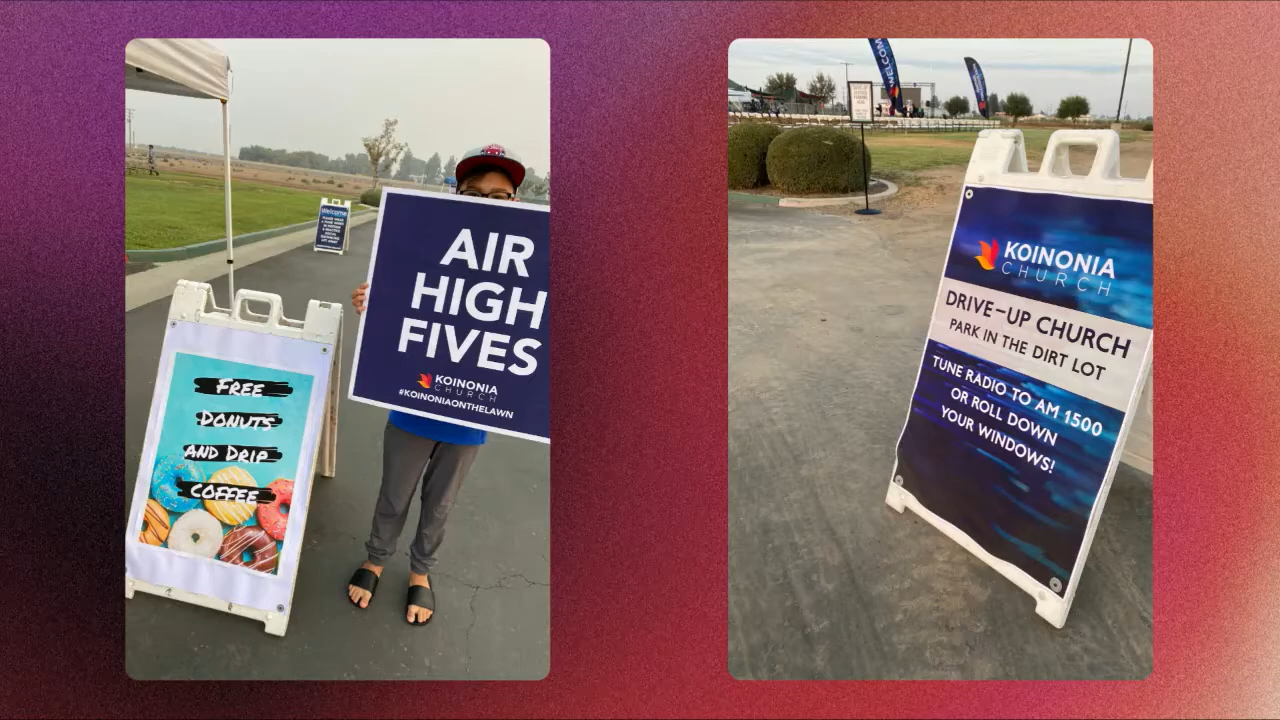 Welcome
AIR
HIGH
FIVES
KOINONIA
CHURCH
#KOINONIAONTHELAWN
FREE
DONUTS
AND DRIP
COFFEE
WELCOM
KOINONIA
CHURCH
DRIVE-UP CHURCH
PARK IN THE DIRT LOT
TUNE RADIO TO AM 1500
OR ROLL DOWN
YOUR WINDOWS!